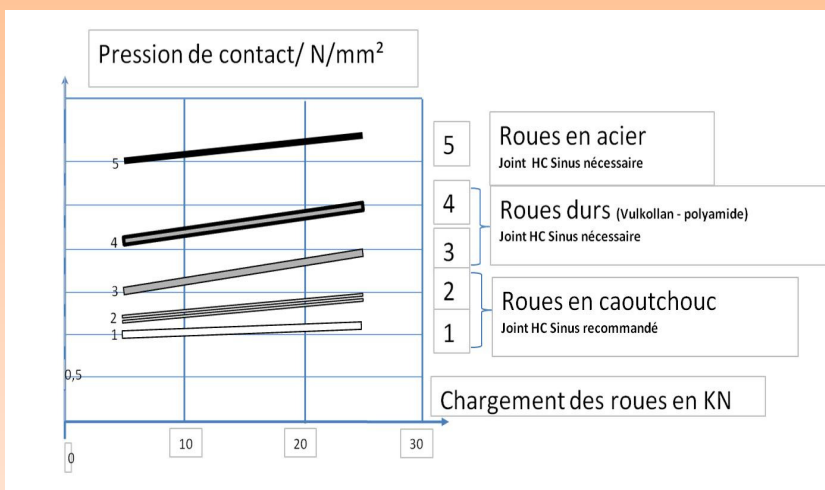 Pression de contact/ N/mm²
5
4
3
2
1
0,5
0
10
20
30
Chargement des roues en KN
5
Roues en acier
Joint HC Sinus nécessaire
4
3
Roues durs (Vulkollan - polyamide)
Joint HC Sinus nécessaire
2
1
Roues en caoutchouc
Joint HC Sinus recommandé